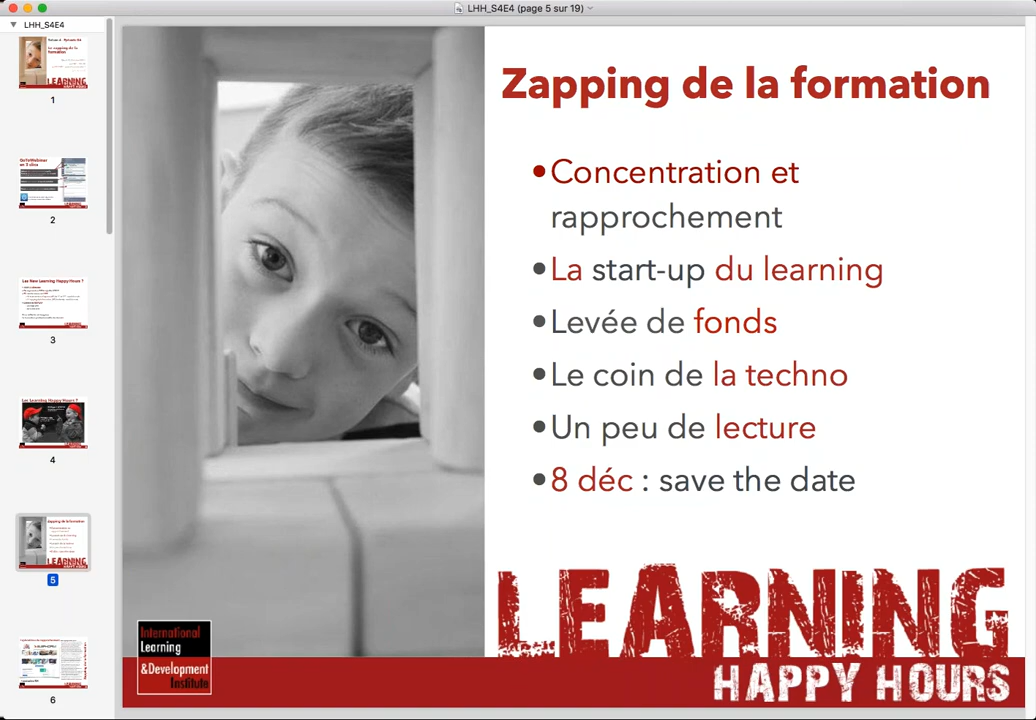 LHH_S4E4 (page 5 sur 19)
LHH_S4E4
1
2
3
4
5
6
Zapping de la formation
•Concentration et
rapprochement
•La start-up du learning
•Levée de fonds
•Le coin de la techno
•Un peu de lecture
•8 déc : save the date
International
Learning
&Development
Institute
LEARNING
HAPPY HOURS